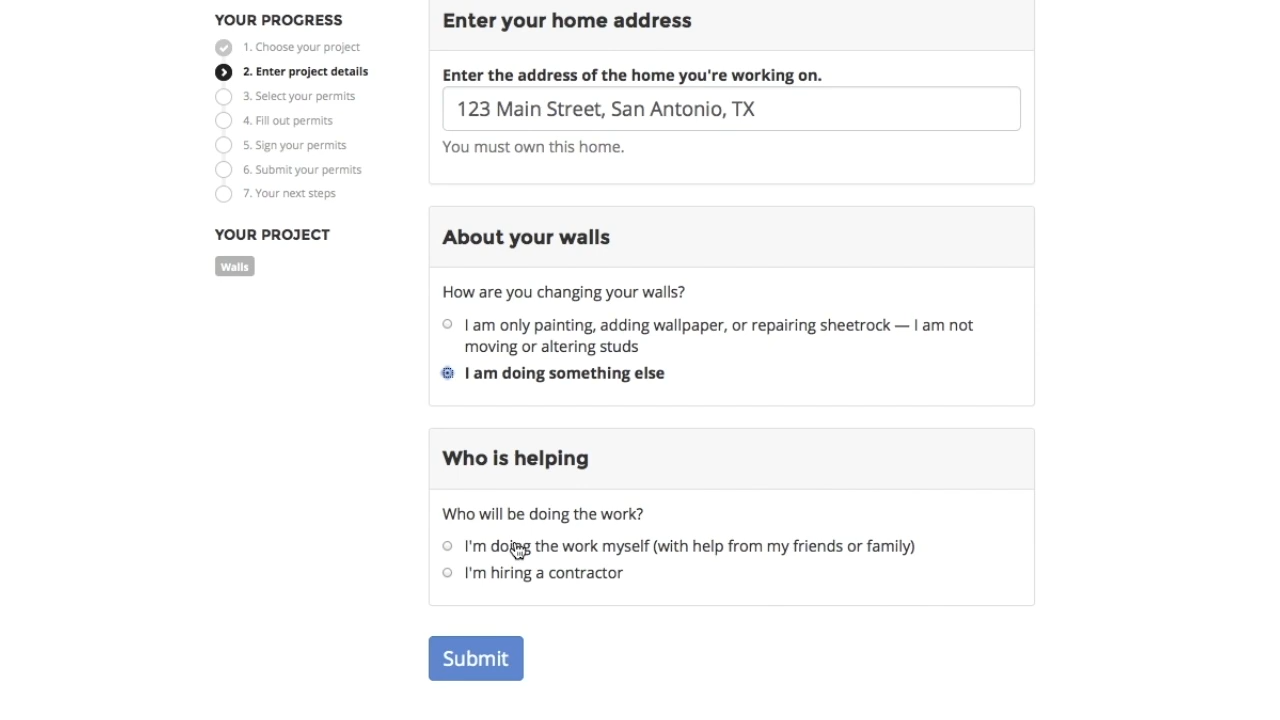 YOUR PROGRESS
1. Choose your project
2. Enter project details
3. Select your permits
4. Fill out permits
5. Sign your permits
6. Submit your permits
7. Your next steps
YOUR PROJECT
Walls
Enter your home address
Enter the address of the home you're working on.
123 Main Street, San Antonio, TX
You must own this home.
About your walls
How are you changing your walls?
I am only painting, adding wallpaper, or repairing sheetrock — I am not
moving or altering studs
I am doing something else
Who is helping
Who will be doing the work?
I'm doing the work myself (with help from my friends or family)
I'm hiring a contractor
Submit